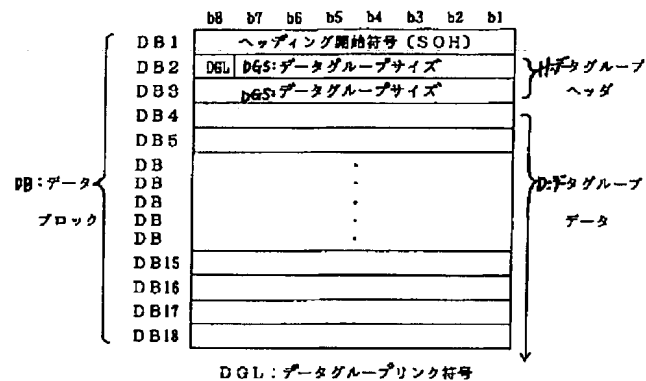 b8 b7 b6 b5 b4 b3 b2 b1
DB1 ヘッディング開始符号(SOH)
DB2 DGL DGS:データグループサイズ
DB3 DGS:データグループサイズ
H:データグループ
ヘッダ
DB4
DB5
DB
DB
DB
DB
DB
DB:データ
ブロック
D:データグループ
データ
DB15
DB16
DB17
DB18
DGL:データグループリンク符号